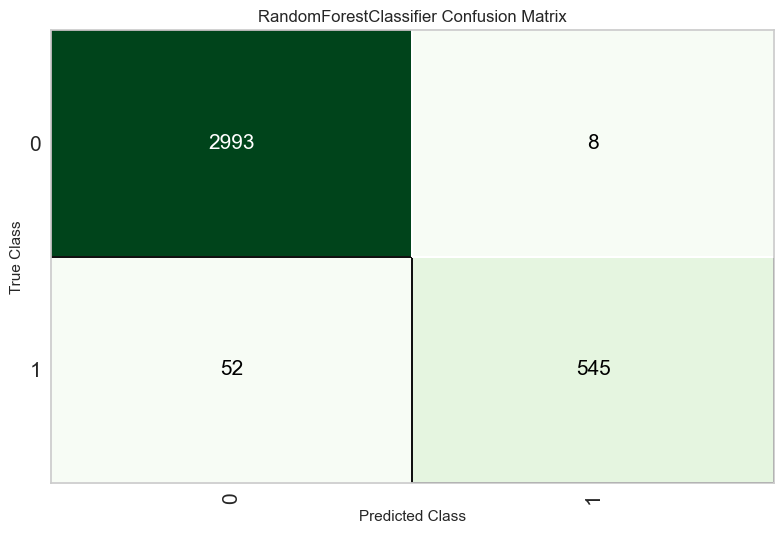 RandomForestClassifier Confusion Matrix
True Class
0
2993
8
1
52
545
0
1
Predicted Class